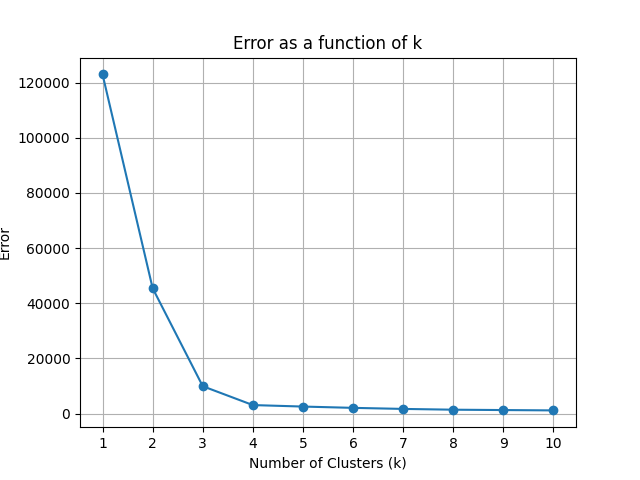 Error as a function of k
120000
100000
80000
60000
40000
20000
0
Error
1 2 3 4 5 6 7 8 9 10
Number of Clusters (k)